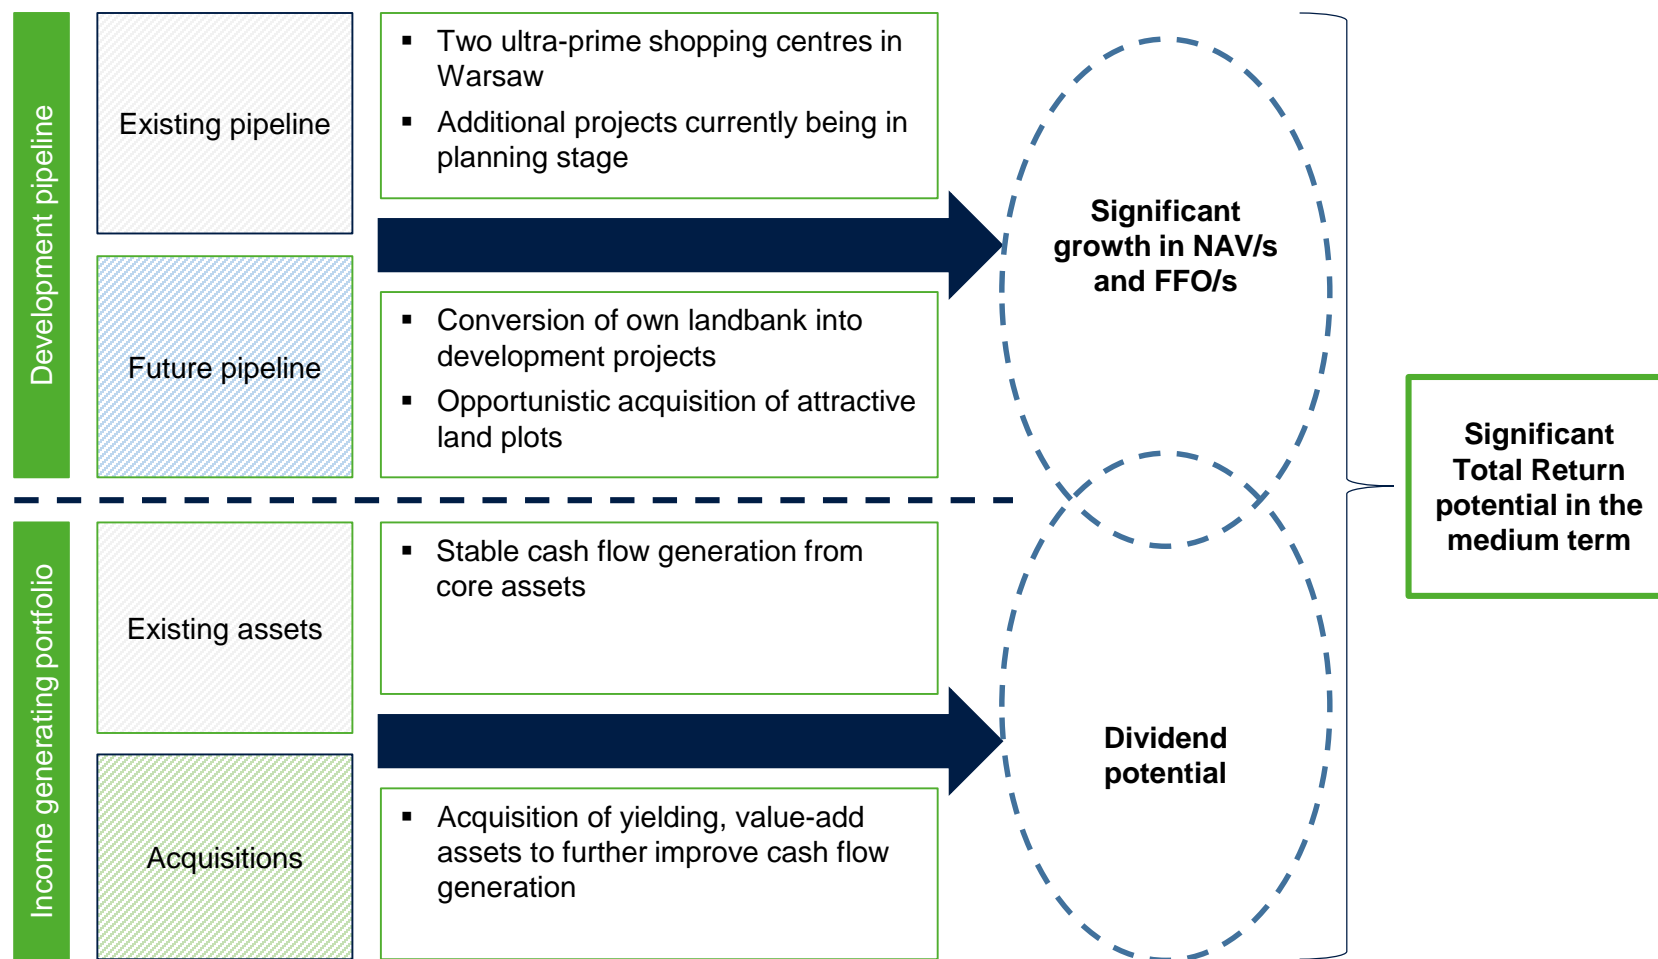 Development pipeline
Existing pipeline
▪ Two ultra-prime shopping centres in
Warsaw
▪ Additional projects currently being in
planning stage
Future pipeline
▪ Conversion of own landbank into
development projects
▪ Opportunistic acquisition of attractive
land plots
Significant
growth in NAV/s
and FFO/s
Income generating portfolio
Existing assets
▪ Stable cash flow generation from
core assets
Acquisitions
▪ Acquisition of yielding, value-add
assets to further improve cash flow
generation
Dividend
potential
Significant
Total Return
potential in the
medium term